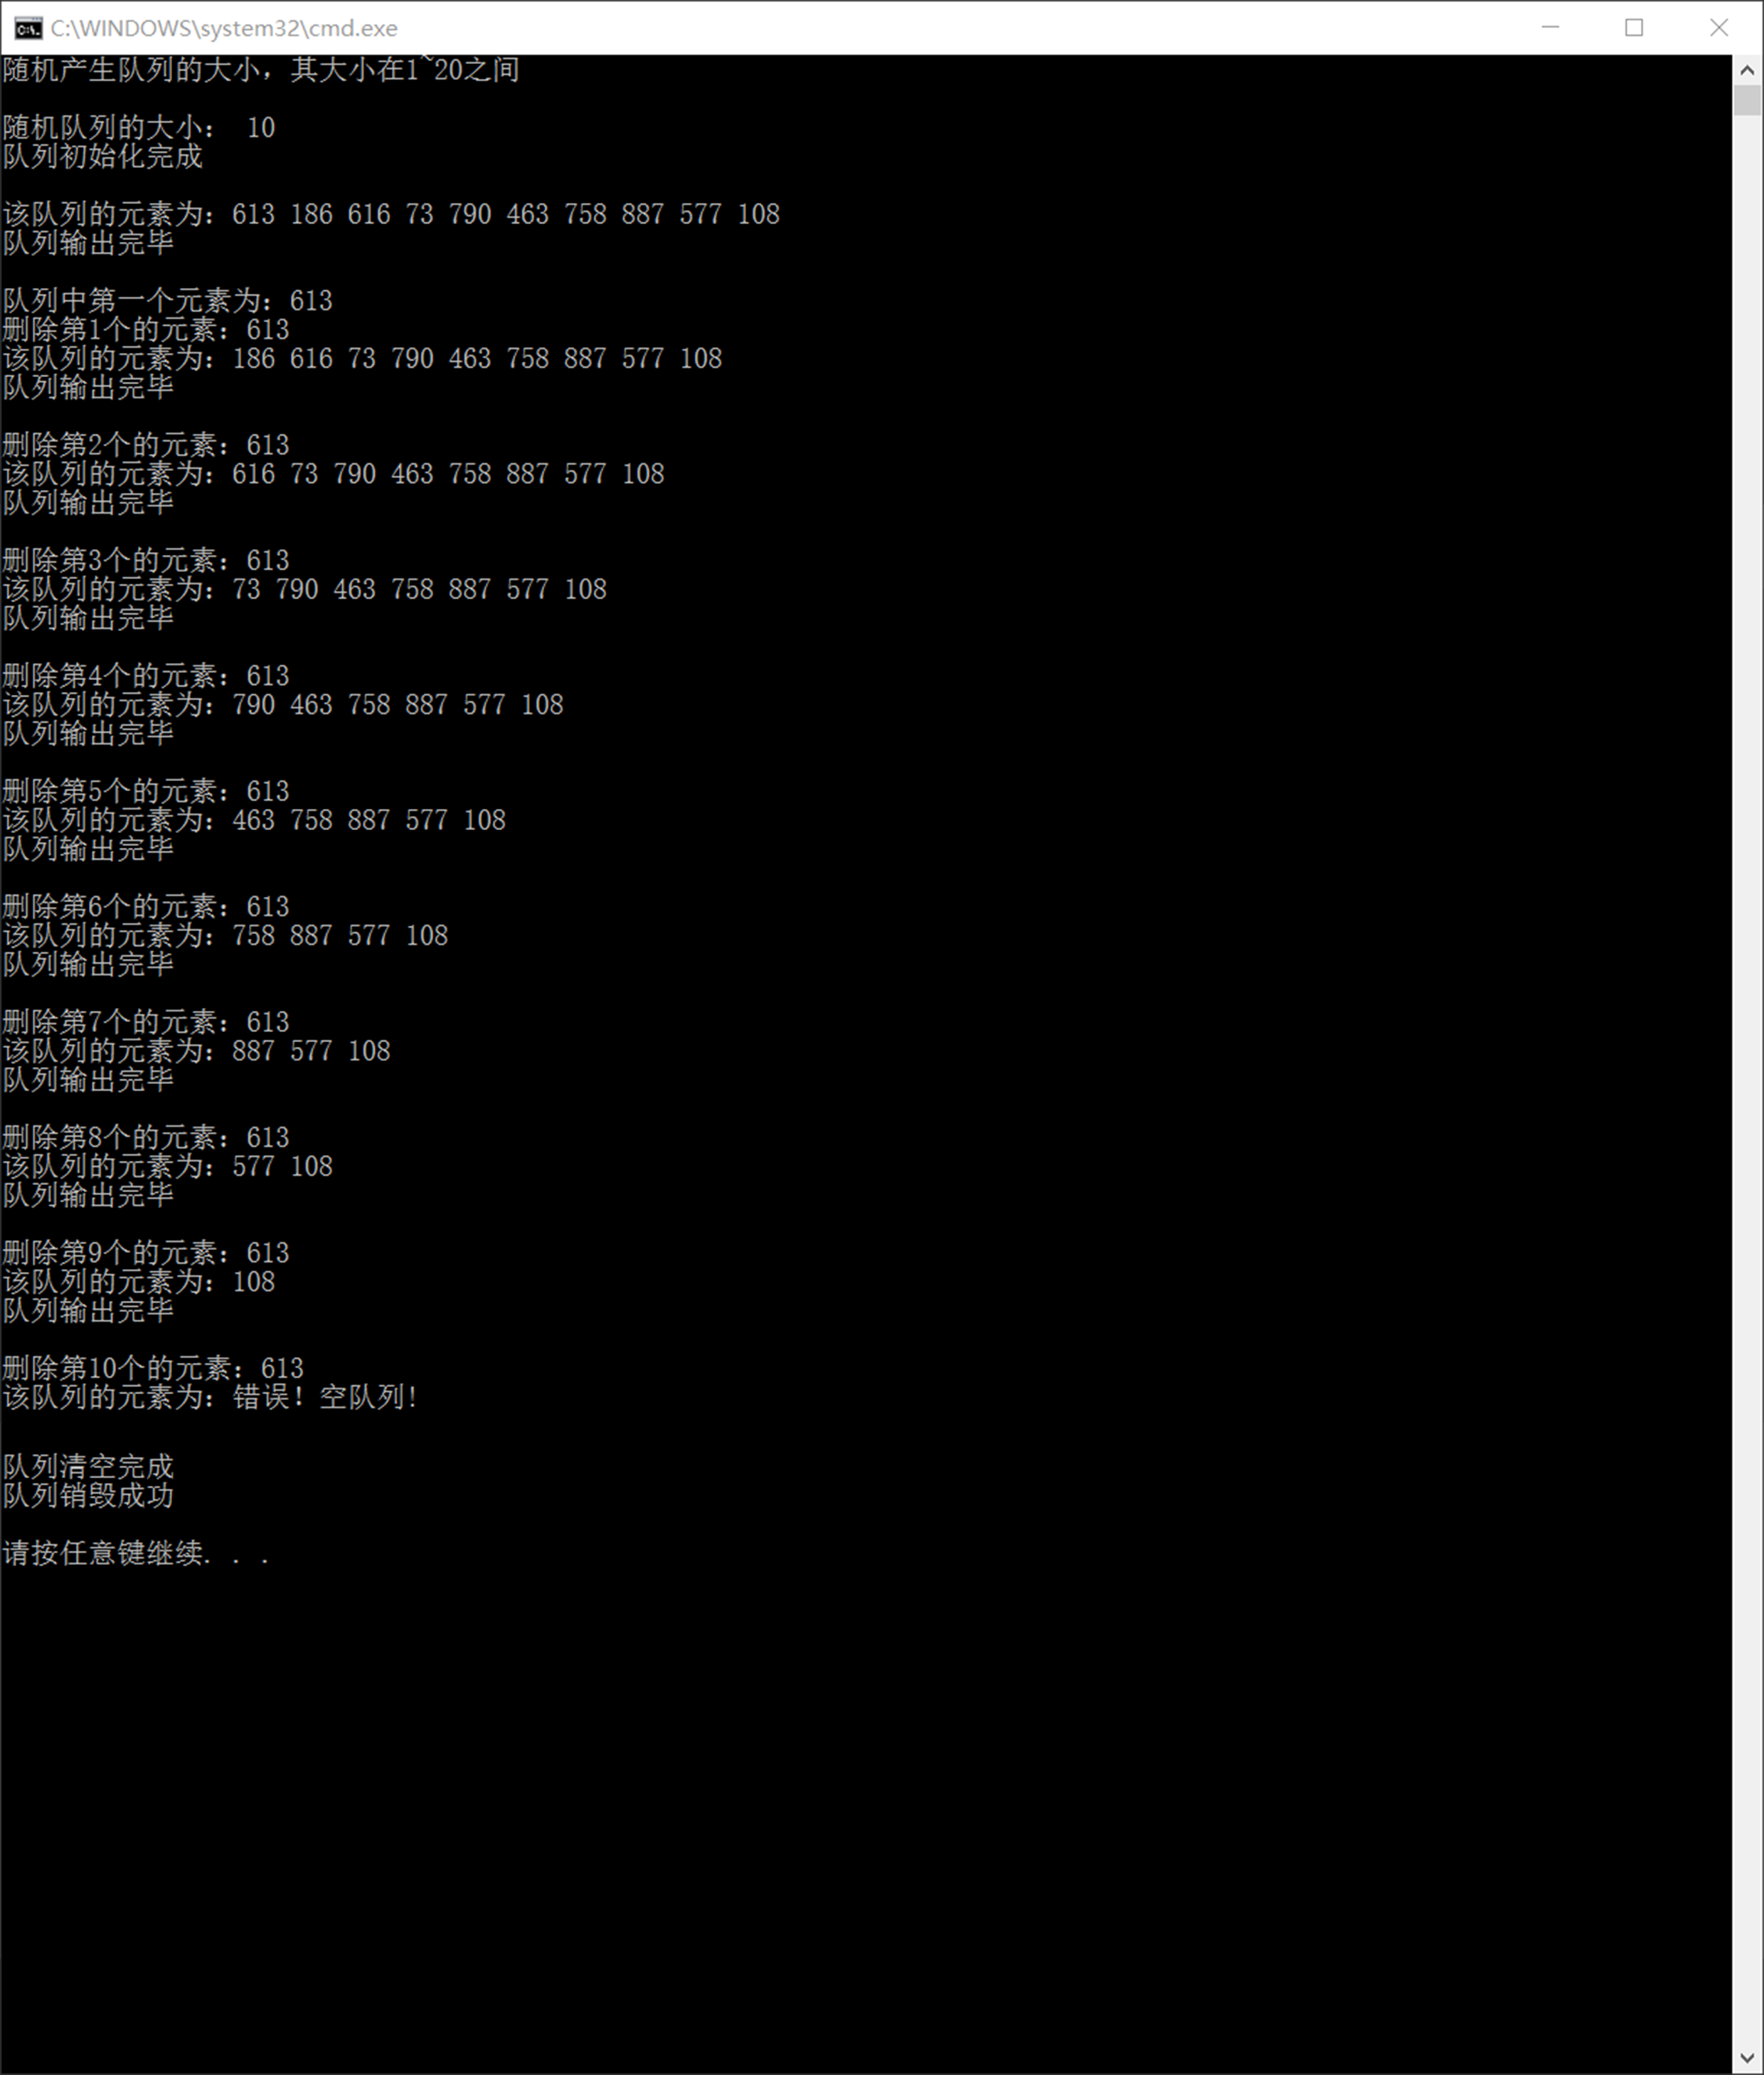 C:\WINDOWS\system32\cmd.exe
随机产生队列的大小，其大小在1~20之间
随机队列的大小： 10
队列初始化完成
该队列的元素为：613 186 616 73 790 463 758 887 577 108
队列输出完毕
队列中第一个元素为：613
删除第1个的元素：613
该队列的元素为：186 616 73 790 463 758 887 577 108
队列输出完毕
删除第2个的元素：613
该队列的元素为：616 73 790 463 758 887 577 108
队列输出完毕
删除第3个的元素：613
该队列的元素为：73 790 463 758 887 577 108
队列输出完毕
删除第4个的元素：613
该队列的元素为：790 463 758 887 577 108
队列输出完毕
删除第5个的元素：613
该队列的元素为：463 758 887 577 108
队列输出完毕
删除第6个的元素：613
该队列的元素为：758 887 577 108
队列输出完毕
删除第7个的元素：613
该队列的元素为：887 577 108
队列输出完毕
删除第8个的元素：613
该队列的元素为：577 108
队列输出完毕
删除第9个的元素：613
该队列的元素为：108
队列输出完毕
删除第10个的元素：613
该队列的元素为：错误！空队列！
队列清空完成
队列销毁成功
请按任意键继续. . .